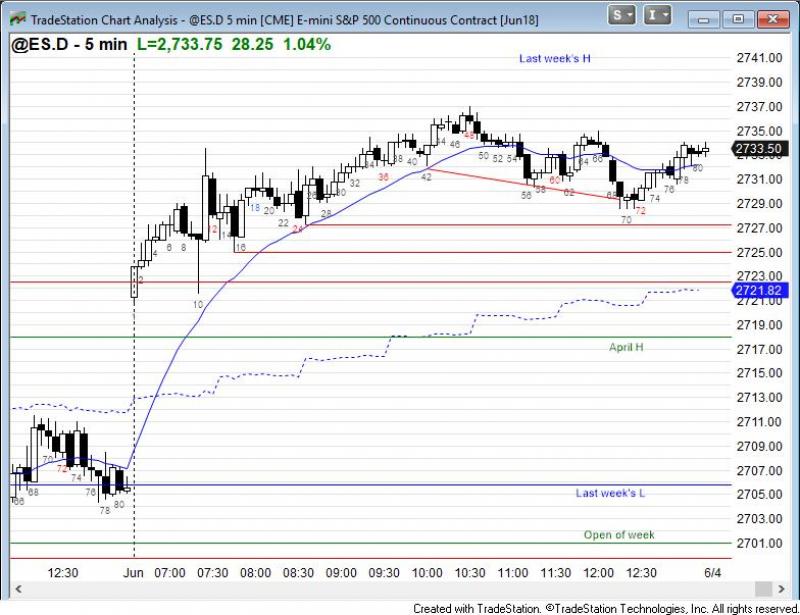 TradeStation Chart Analysis - @ES.D 5 min [CME] E-mini S&P 500 Continuous Contract [Jun18]
S I
@ES.D - 5 min L=2,733.75 28.25 1.04%
Last week's H
2741.00
2739.00
2737.00
2735.00
2733.50
2731.00
2729.00
2727.00
2725.00
2723.00
2721.82
2719.00
2717.00
2715.00
2713.00
2711.00
2709.00
2707.00
2705.00
2703.00
2701.00
April H
Last week's L
Open of week
66 68 70 72 74 76 78 80
2 4 6 8 10 12 14 16 18 20 22 24 26 28 30 32 34 36 38 40 42 44 46 48 50 52 54 56 58 60 62 64 66 70 72 74 76 78 80
12:30 Jun 07:00 07:30 08:00 08:30 09:00 09:30 10:00 10:30 11:00 11:30 12:00 12:30 6/4
Created with TradeStation. ©TradeStation Technologies, Inc. All rights reserved.